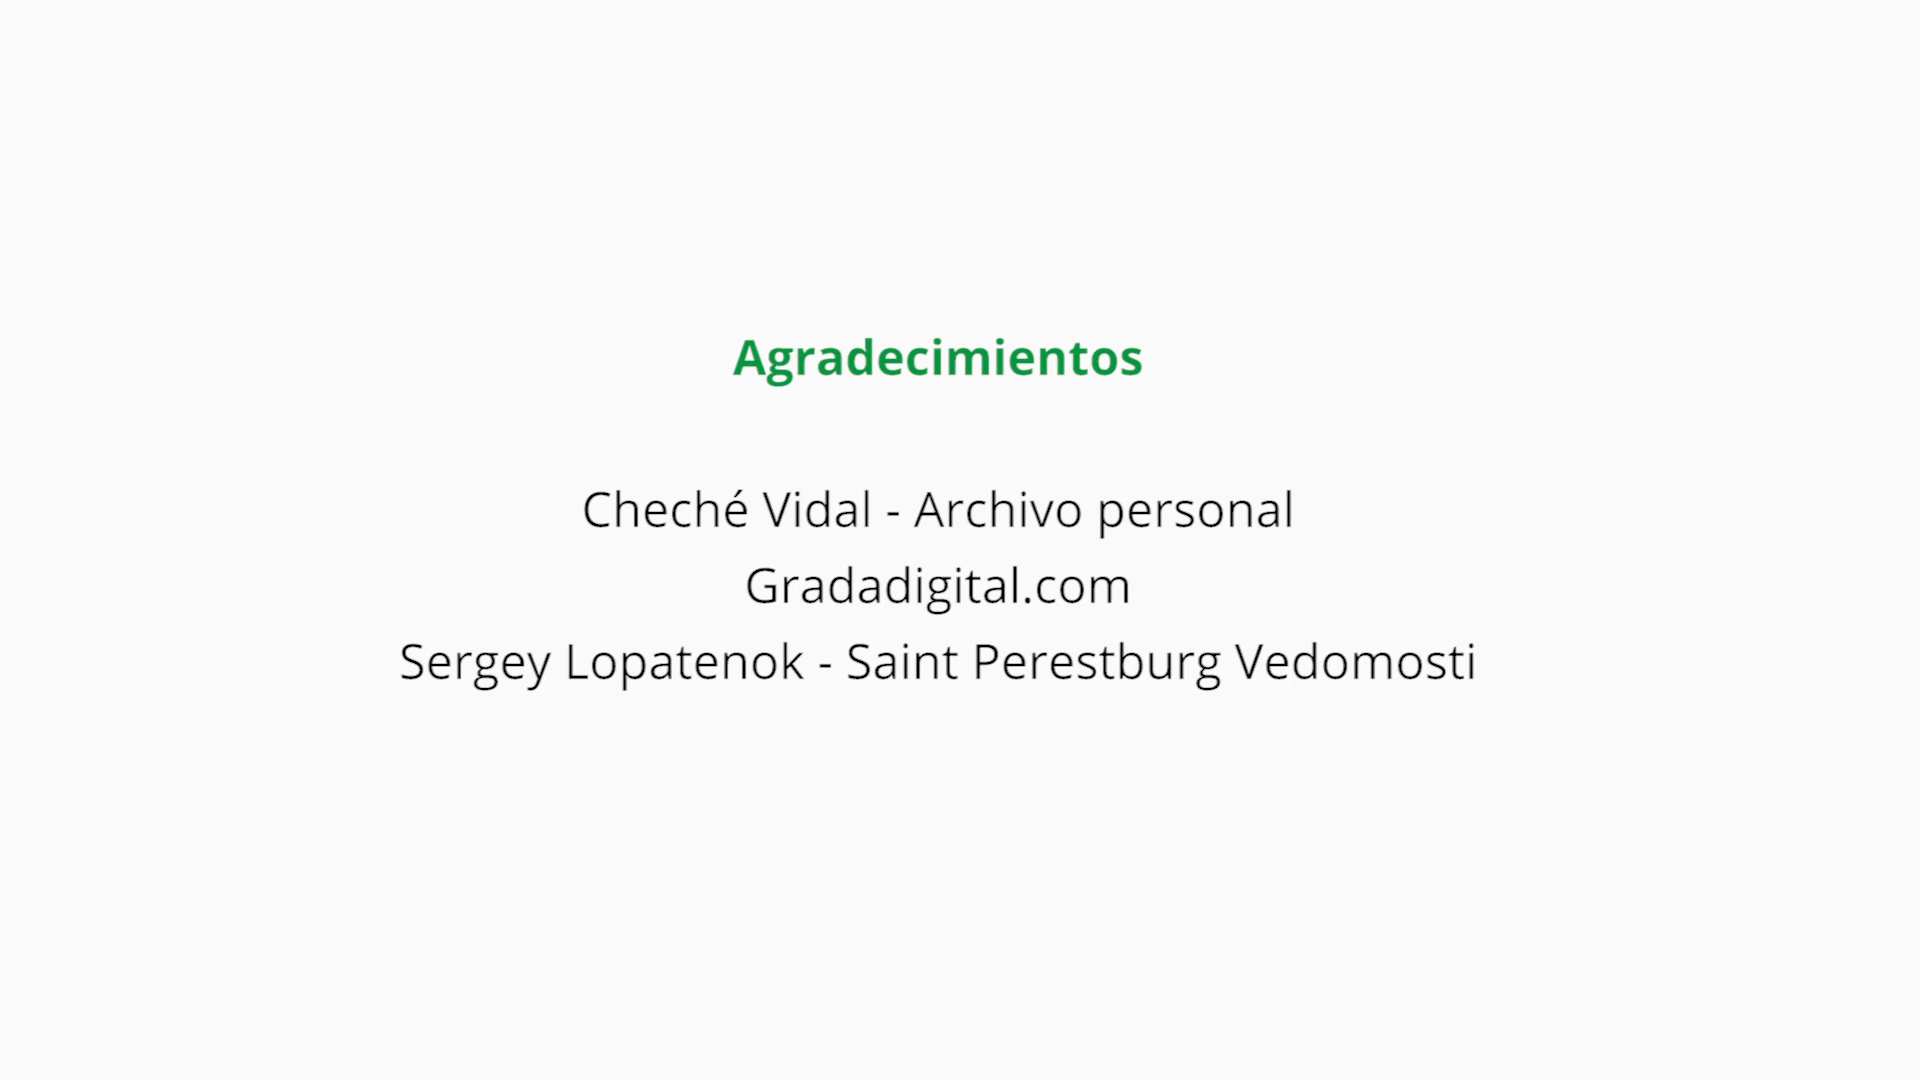 Agradecimientos
Cheché Vidal - Archivo personal
Gradadigital.com
Sergey Lopatenok - Saint Perestburg Vedomosti